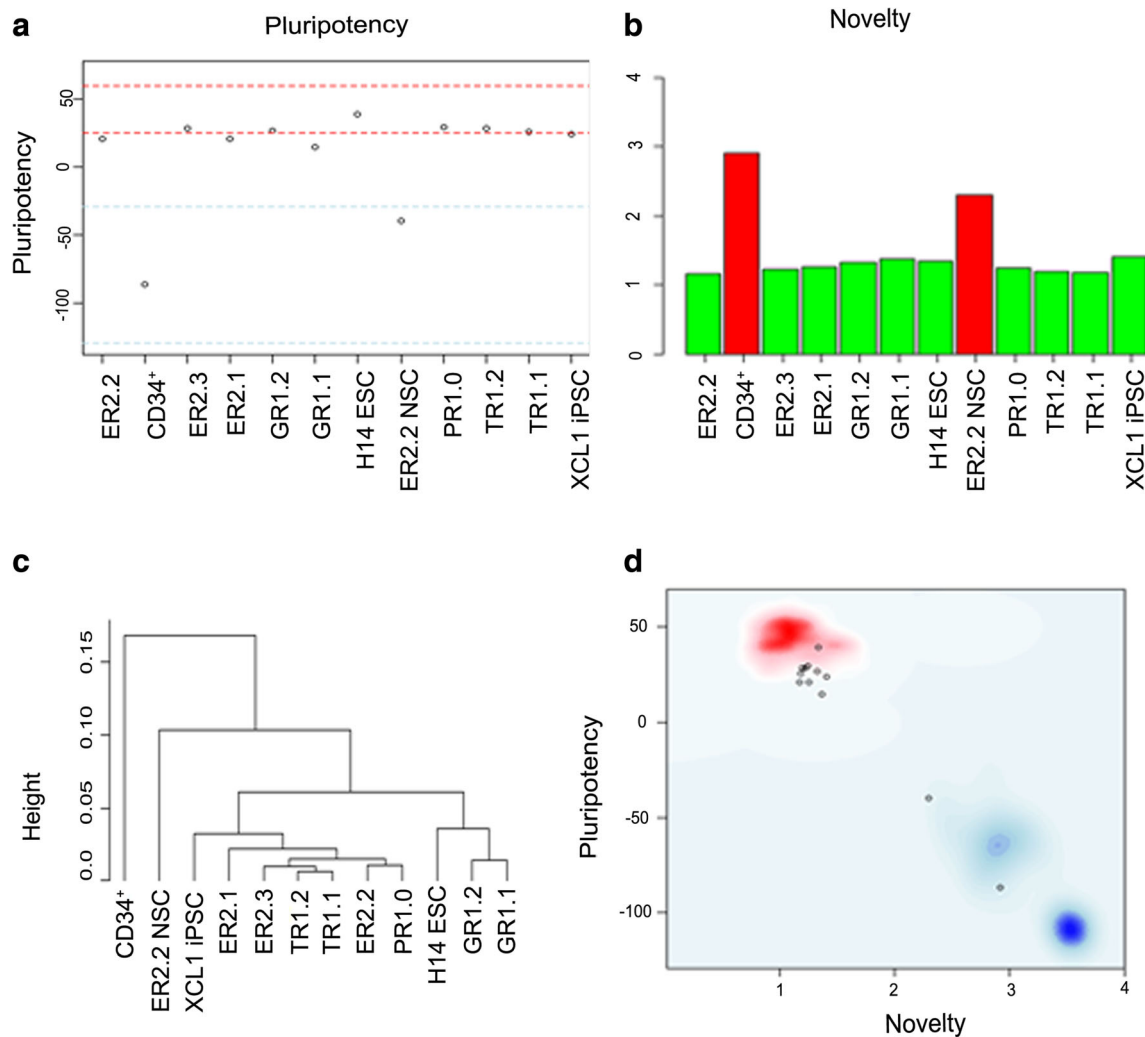 a
Pluripotency
Pluripotency
50
0
-50
-100
ER2.2
CD34⁺
ER2.3
ER2.1
GR1.2
GR1.1
H14 ESC
ER2.2 NSC
PR1.0
TR1.2
TR1.1
XCL1 iPSC
b
Novelty
4
3
2
1
0
ER2.2
CD34⁺
ER2.3
ER2.1
GR1.2
GR1.1
H14 ESC
ER2.2 NSC
PR1.0
TR1.2
TR1.1
XCL1 iPSC
c
Height
0.15
0.10
0.05
0.0
CD34⁺
ER2.2 NSC
XCL1 iPSC
ER2.1
ER2.3
TR1.2
TR1.1
ER2.2
PR1.0
H14 ESC
GR1.2
GR1.1
d
Pluripotency
50
0
-50
-100
1
2
3
4
Novelty